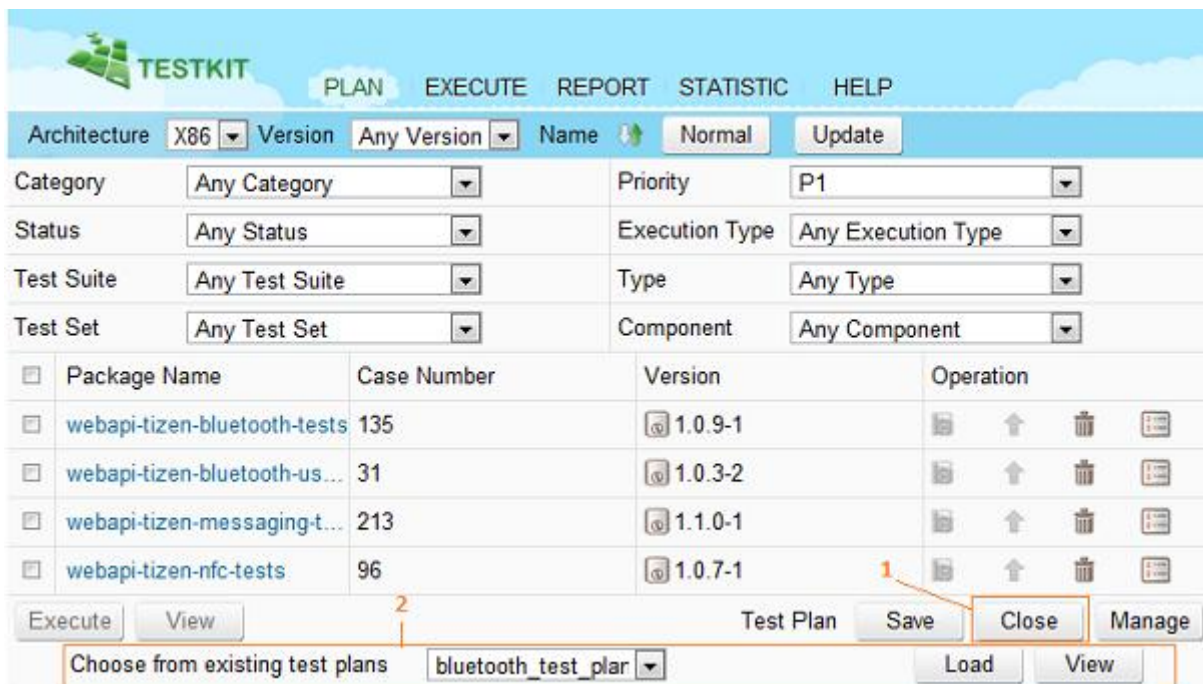 TESTKIT
PLAN EXECUTE REPORT STATISTIC HELP
Architecture X86 Version Any Version Name Normal Update
Category Any Category Priority P1
Status Any Status Execution Type Any Execution Type
Test Suite Any Test Suite Type Any Type
Test Set Any Test Set Component Any Component
Package Name Case Number Version Operation
webapi-tizen-bluetooth-tests 135 1.0.9-1
webapi-tizen-bluetooth-us... 31 1.0.3-2
webapi-tizen-messaging-t... 213 1.1.0-1
webapi-tizen-nfc-tests 96 1.0.7-1 1
Execute View 2 Test Plan Save Close Manage
Choose from existing test plans bluetooth_test_plan Load View